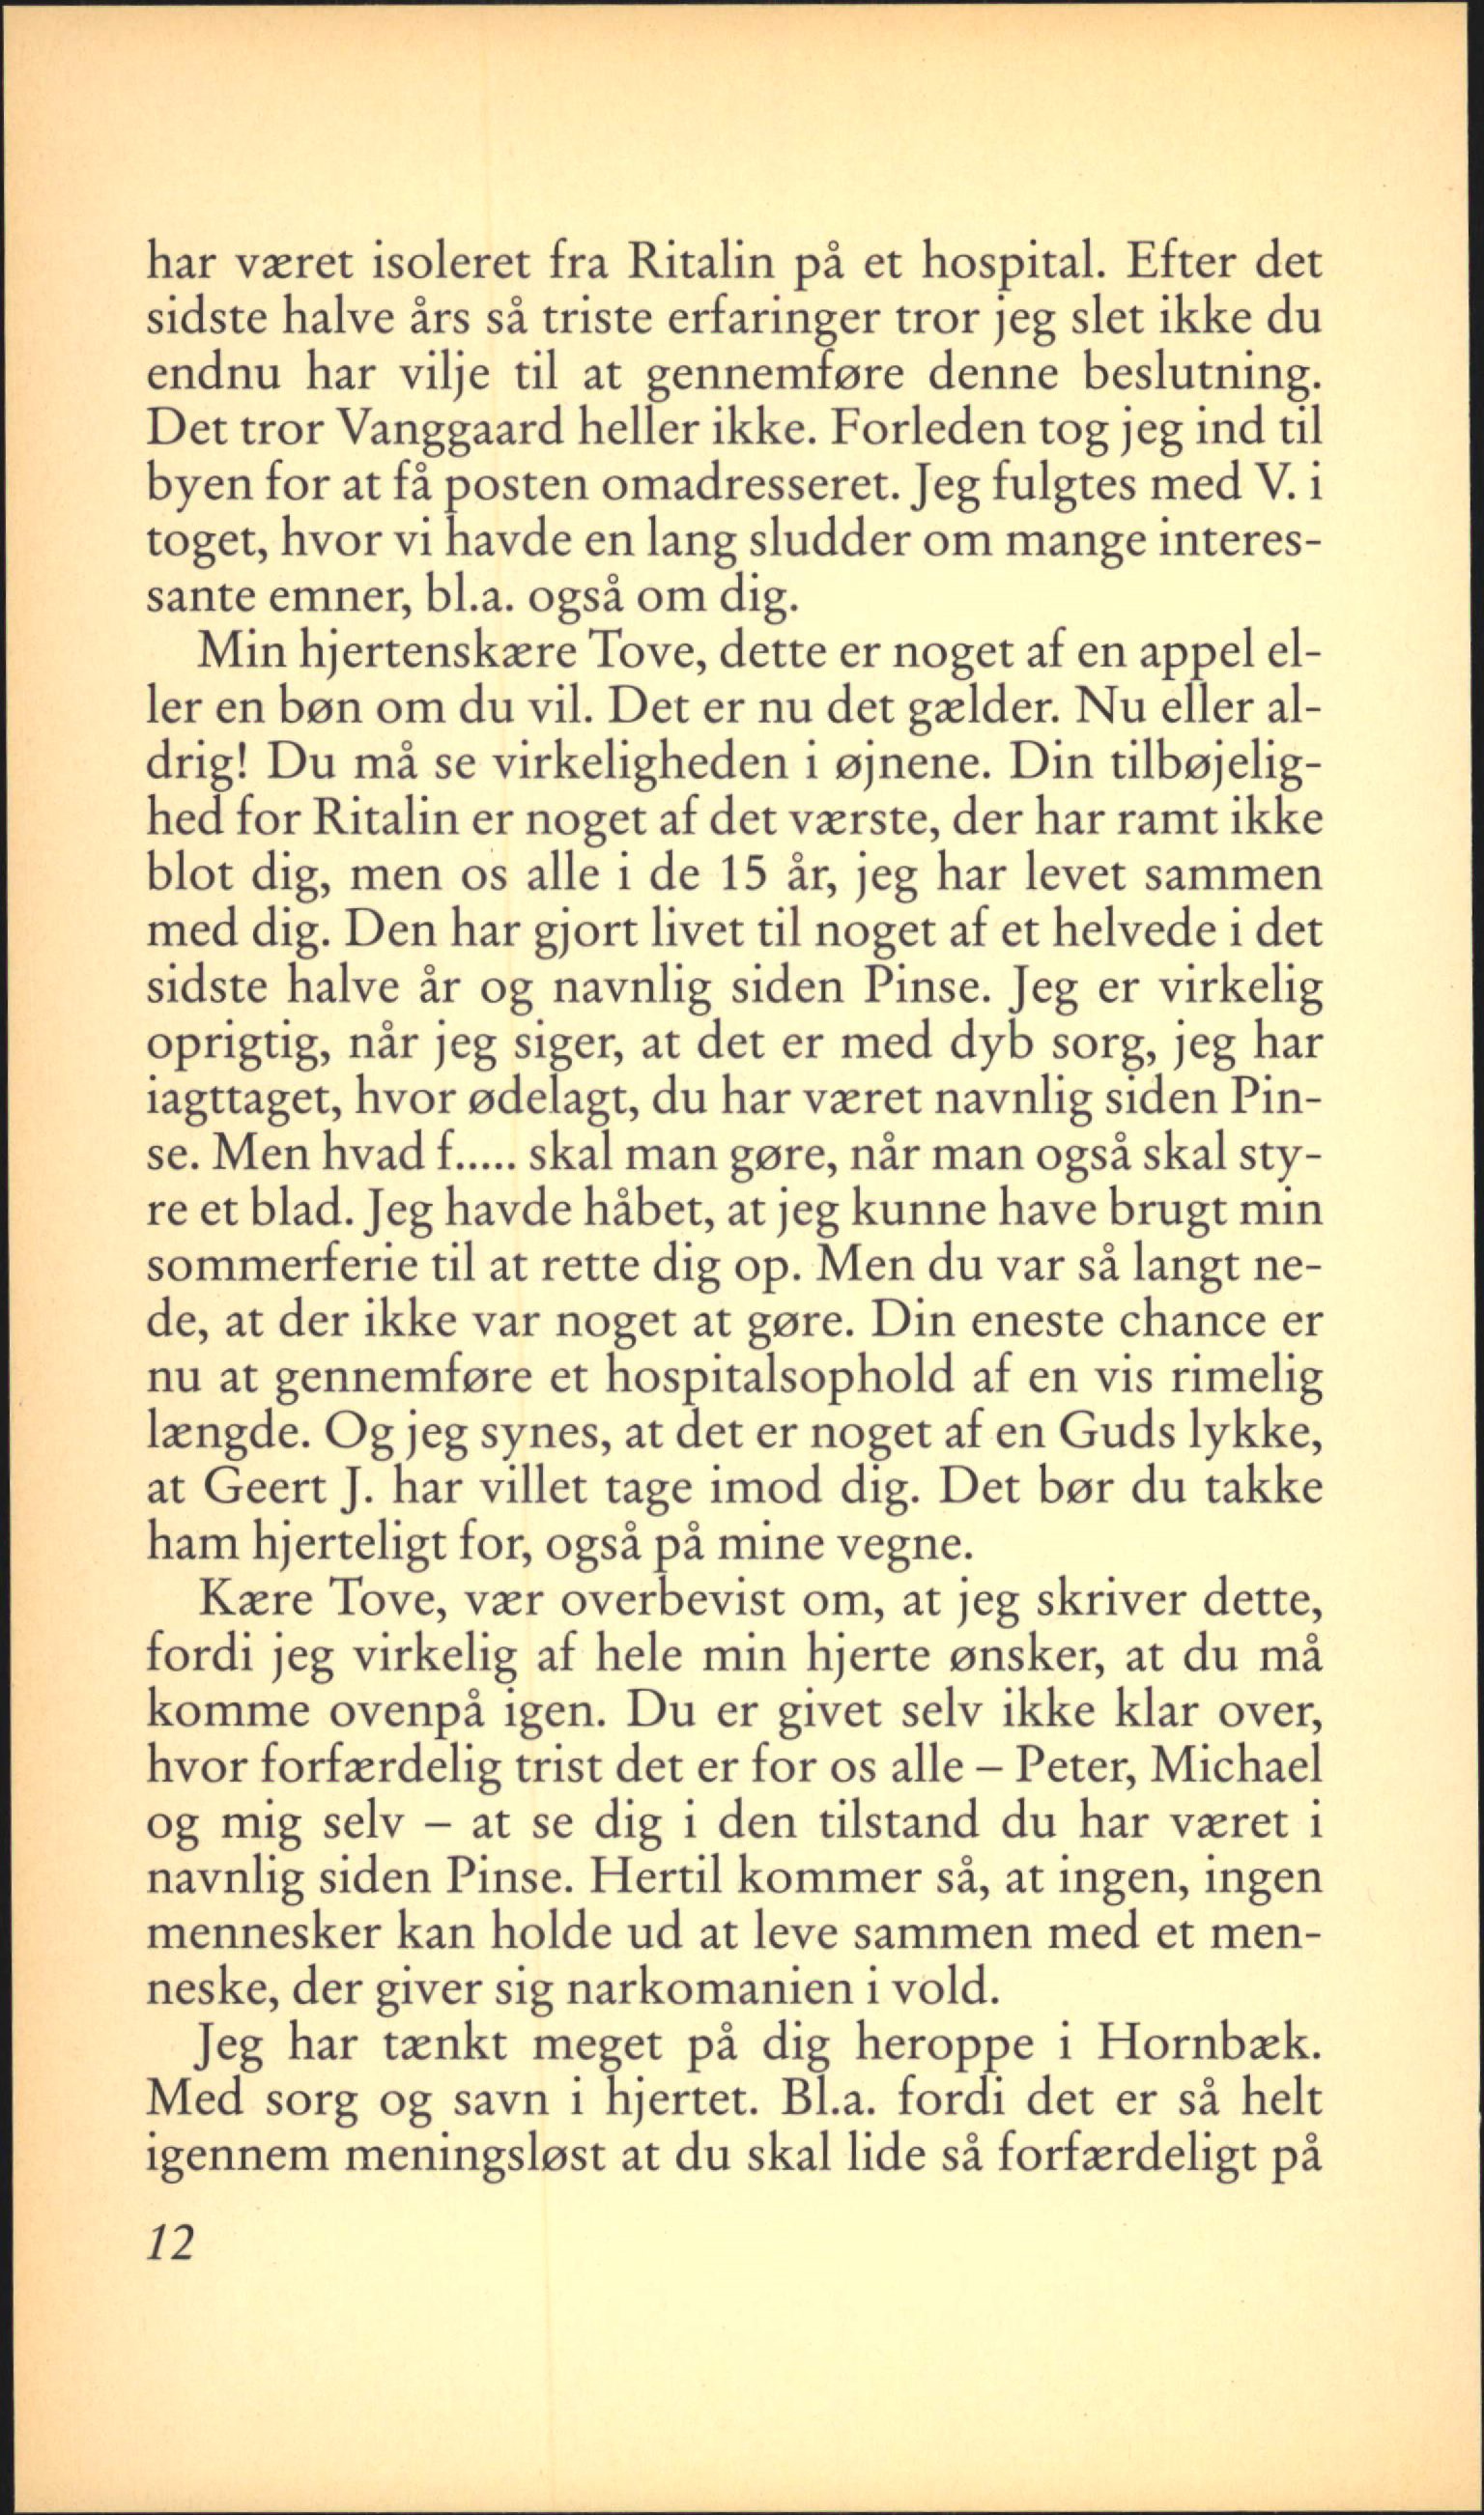 har været isoleret fra Ritalin på et hospital. Efter det
sidste halve års så triste erfaringer tror jeg slet ikke du
endnu har vilje til at gennemføre denne beslutning.
Det tror Vanggaard heller ikke. Forleden tog jeg ind til
byen for at få posten omadresseret. Jeg fulgtes med V. i
toget, hvor vi havde en lang sludder om mange interes-
sante emner, bl.a. også om dig.
Min hjertenskære Tove, dette er noget af en appel el-
ler en bøn om du vil. Det er nu det gælder. Nu eller al-
drig! Du må se virkeligheden i øjnene. Din tilbøjelig-
hed for Ritalin er noget af det værste, der har ramt ikke
blot dig, men os alle i de 15 år, jeg har levet sammen
med dig. Den har gjort livet til noget af et helvede i det
sidste halve år og navnlig siden Pinse. Jeg er virkelig
oprigtig, når jeg siger, at det er med dyb sorg, jeg har
iagttaget, hvor ødelagt, du har været navnlig siden Pin-
se. Men hvad f..... skal man gøre, når man også skal sty-
re et blad. Jeg havde håbet, at jeg kunne have brugt min
sommerferie til at rette dig op. Men du var så langt ne-
de, at der ikke var noget at gøre. Din eneste chance er
nu at gennemføre et hospitalsophold af en vis rimelig
længde. Og jeg synes, at det er noget af en Guds lykke,
at Geert J. har villet tage imod dig. Det bør du takke
ham hjerteligt for, også på mine vegne.
Kære Tove, vær overbevist om, at jeg skriver dette,
fordi jeg virkelig af hele min hjerte ønsker, at du må
komme ovenpå igen. Du er givet selv ikke klar over,
hvor forfærdelig trist det er for os alle – Peter, Michael
og mig selv – at se dig i den tilstand du har været i
navnlig siden Pinse. Hertil kommer så, at ingen, ingen
mennesker kan holde ud at leve sammen med et men-
neske, der giver sig narkomanien i vold.
Jeg har tænkt meget på dig heroppe i Hornbæk.
Med sorg og savn i hjertet. Bl.a. fordi det er så helt
igennem meningsløst at du skal lide så forfærdeligt på
12